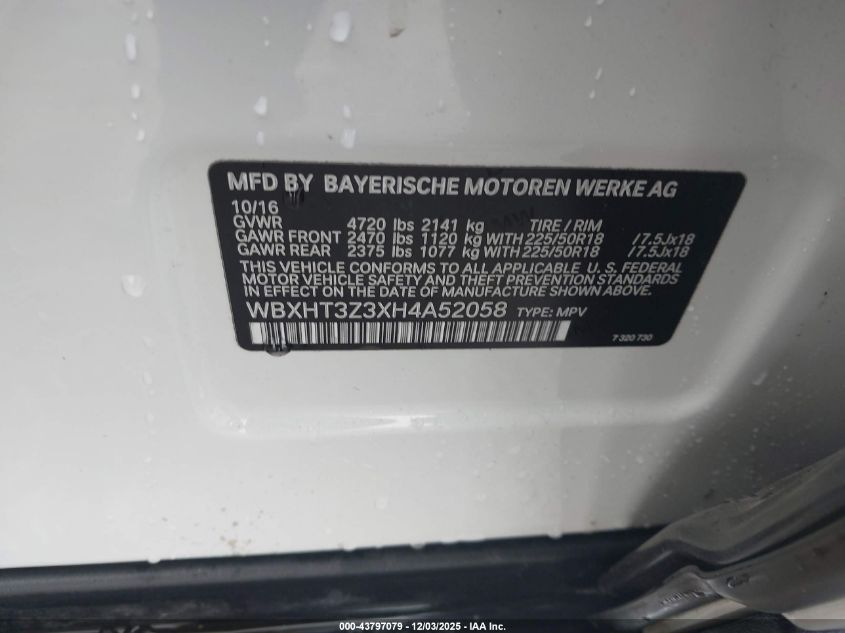 MFD BY BAYERISCHE MOTOREN WERKE AG
10/16
GVWR 4720 lbs 2141 kg TIRE / RIM
GAWR FRONT 2470 lbs 1120 kg WITH 225/50R18 /7.5Jx18
GAWR REAR 2375 lbs 1077 kg WITH 225/50R18 /7.5Jx18
THIS VEHICLE CONFORMS TO ALL APPLICABLE U. S. FEDERAL
MOTOR VEHICLE SAFETY AND THEFT PREVENTION
STANDARDS IN EFFECT ON THE DATE OF MANUFACTURE SHOWN ABOVE.
WBXHT3Z3XH4A52058 TYPE: MPV
7 320 730
000-43797079 - 12/03/2025 - IAA Inc.